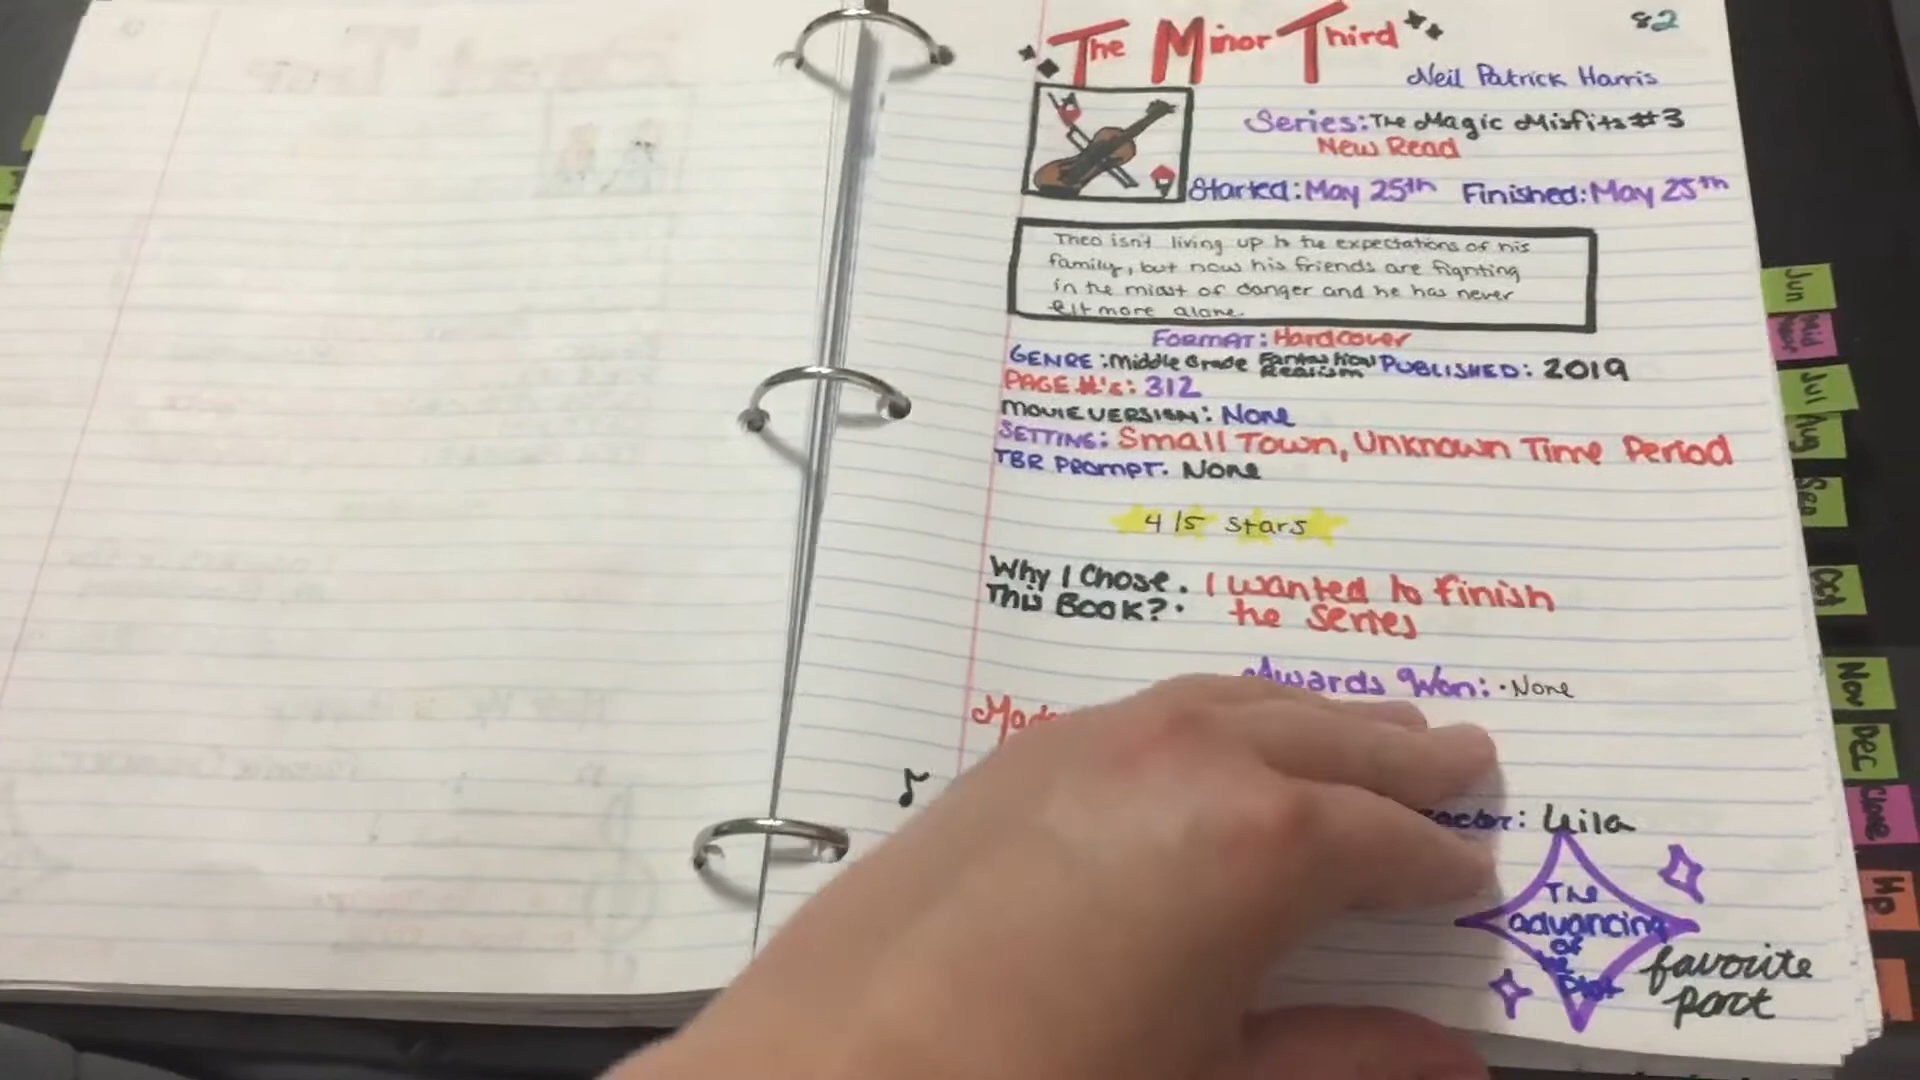 82
The Minor Third
Neil Patrick Harris
Series: The Magic Misfits #3
New Read
Started: May 25th Finished: May 25th
Theo isn't living up to the expectations of his
family, but now his friends are fighting
in the midst of danger and he has never
felt more alone.
FORMAT: Hardcover
GENRE: Middle Grade Realism PUBLISHED: 2019
PAGE #'s: 312
MOVIE VERSION: None
SETTING: Small Town, Unknown Time Period
TBR PROMPT: None
4/5 stars
Why I Chose : I wanted to finish
This Book? the series
Awards Won: · None
Leila
The
advancing
of
the
Plot
favorite
part
Jun
Mid
Jul
Aug
Sep
Oct
Nov
Dec
HP